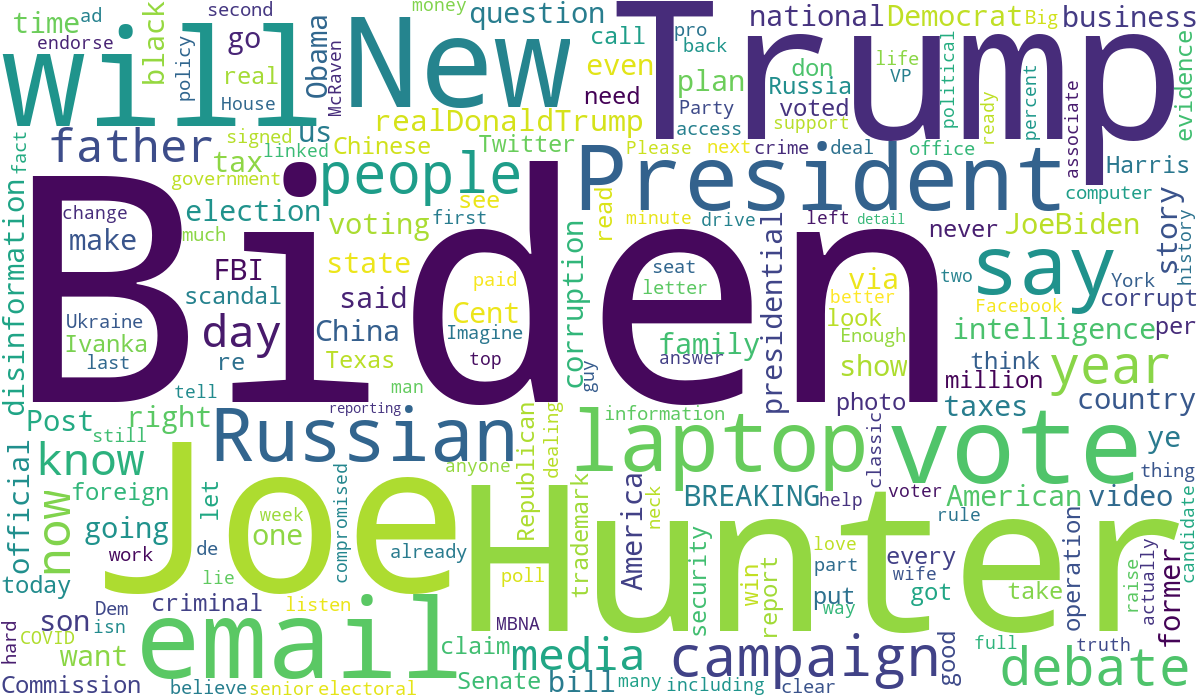 money
time
ad
second
question
national
Democrat
Big
business
endorse
black
policy
go
Obama
McRaven
call
pro
back
will
New
Trump
real
House
even
need
plan
don
Russia
voted
life
VP
political
ready
percent
associate
evidence
Party
access
support
realDonaldTrump
signed
us
linked
Chinese
Twitter
Please
next
crime
deal
office
fact
father
tax
government
people
President
Harris
computer
Biden
change
make
much
election
voting
see
first
corruption
read
minute
drive
presidential
left
detail
never
JoeBiden
story
history
disinformation
FBI
scandal
state
said
paid
Cent
Imagine
seat
letter
via
better
look
say
two
York
Facebook
corrupt
Ukraine
Ivanka
last
day
re
China
Texas
top
family
answer
Enough
show
intelligence
per
think
year
million
tell
man
guy
country
Post
right
reporting
Russian
Republican
dealing
information
laptop
photo
classic
taxes
vote
ye
still
official
know
now
foreign
let
going
Joe
week
one
compromised
anyone
already
trademark
neck
America
BREAKING
help
voter
American
video
thing
candidate
Hunter
security
rule
work
de
today
lie
poll
love
part
every
wife
operation
take
raise
actually
former
win
report
put
way
got
son
Dem
isn
criminal
listen
MBNA
hard
COVID
want
email
claim
media
campaign
good
full
truth
debate
Commission
believe
senior
electoral
Senate
bill
many
including
clear